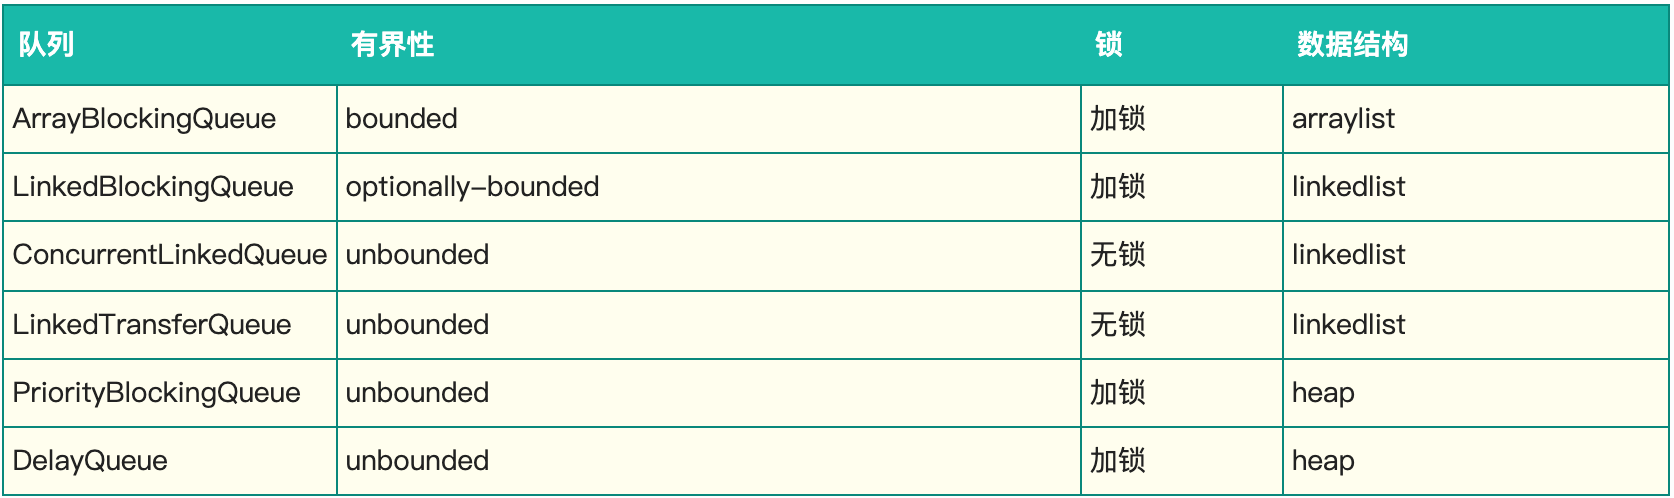 队列 有界性 锁 数据结构
ArrayBlockingQueue bounded 加锁 arraylist
LinkedBlockingQueue optionally-bounded 加锁 linkedlist
ConcurrentLinkedQueue unbounded 无锁 linkedlist
LinkedTransferQueue unbounded 无锁 linkedlist
PriorityBlockingQueue unbounded 加锁 heap
DelayQueue unbounded 加锁 heap